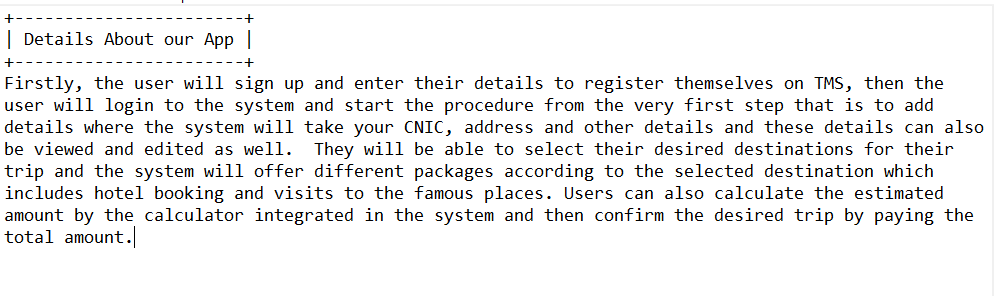 +-----------------------+
| Details About our App |
+-----------------------+
Firstly, the user will sign up and enter their details to register themselves on TMS, then the
user will login to the system and start the procedure from the very first step that is to add
details where the system will take your CNIC, address and other details and these details can also
be viewed and edited as well.  They will be able to select their desired destinations for their
trip and the system will offer different packages according to the selected destination which
includes hotel booking and visits to the famous places. Users can also calculate the estimated
amount by the calculator integrated in the system and then confirm the desired trip by paying the
total amount.